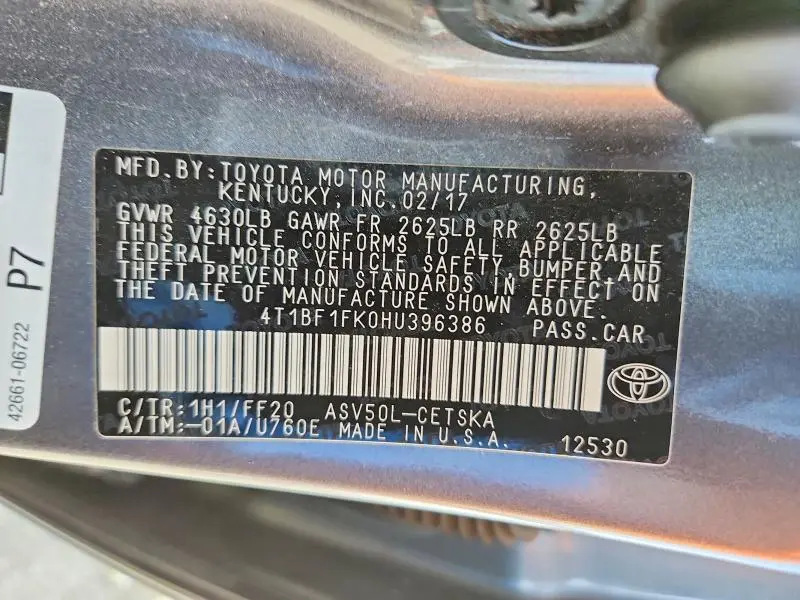 MFD. BY: TOYOTA MOTOR MANUFACTURING,
KENTUCKY, INC. 02/17
GVWR 4630LB GAWR FR 2625LB RR 2625LB
THIS VEHICLE CONFORMS TO ALL APPLICABLE
FEDERAL MOTOR VEHICLE SAFETY, BUMPER, AND
THEFT PREVENTION STANDARDS IN EFFECT ON
THE DATE OF MANUFACTURE SHOWN ABOVE.
4T1BF1FK0HU396386 PASS.CAR
C/TR: 1H1/FF20 ASV50L-CETSKA
A/TM:-01A/U760E MADE IN U.S.A. 12530
P7
42661-06722